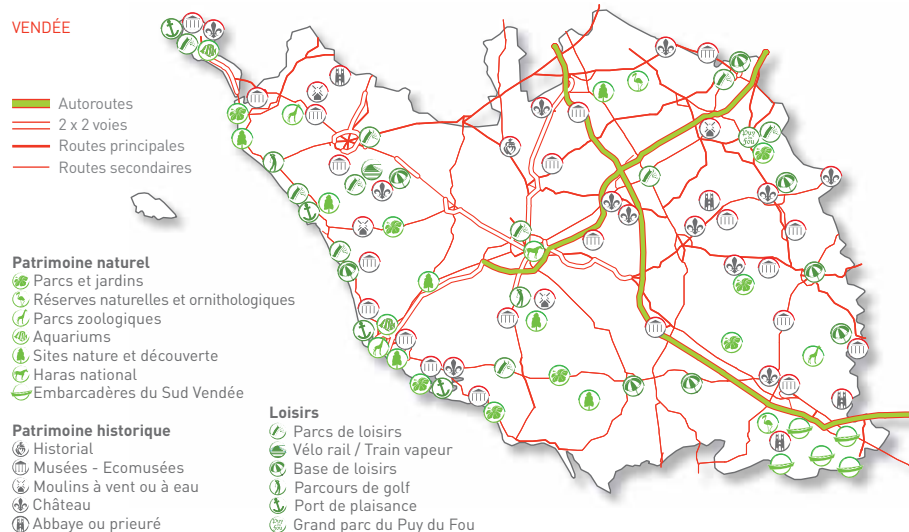 VENDÉE
Autoroutes
2 x 2 voies
Routes principales
Routes secondaires
Patrimoine naturel
Parcs et jardins
Réserves naturelles et ornithologiques
Parcs zoologiques
Aquariums
Sites nature et découverte
Haras national
Embarcadères du Sud Vendée
Patrimoine historique
Historial
Musées - Ecomusées
Moulins à vent ou à eau
Château
Abbaye ou prieuré
Loisirs
Parcs de loisirs
Vélo rail / Train vapeur
Base de loisirs
Parcours de golf
Port de plaisance
Puy du Fou
Grand parc du Puy du Fou
Puy du Fou